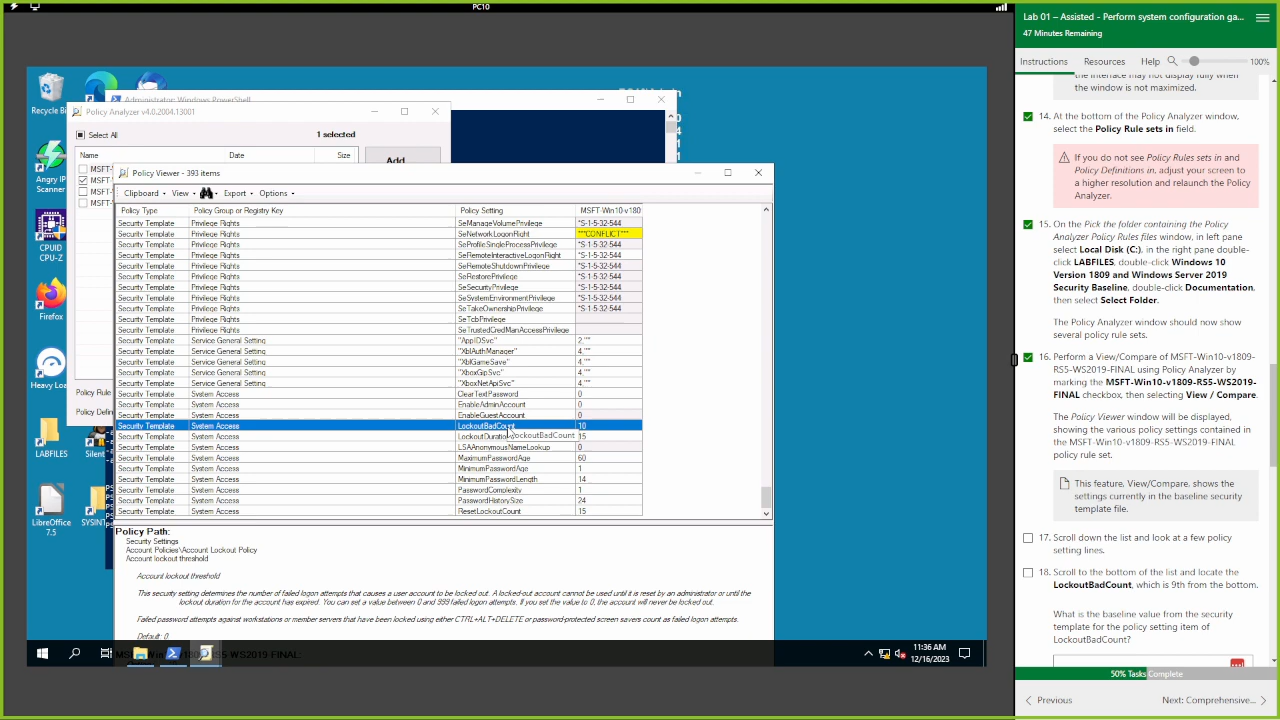 PC10
Recycle Bi
Angry IP
Scanner
CPUID
CPU-Z
Firefox
Heavy Loa
LABFILES
Silent
LibreOffice
7.5
SYSINT
Administrator: Windows PowerShell
Policy Analyzer v4.0.2004.13001
Select All
1 selected
Name Date Size
Add
MSFT-
MSFT-
MSFT-
MSFT-
Policy Rule
Policy Defin
Policy Viewer - 393 items
Clipboard View Export Options
Policy Type Policy Group or Registry Key Policy Setting MSFT-Win10-v180
Security Template Privilege Rights SeManageVolumePrivilege *S-1-5-32-544
Security Template Privilege Rights SeNetworkLogonRight ***CONFLICT***
Security Template Privilege Rights SeProfileSingleProcessPrivilege *S-1-5-32-544
Security Template Privilege Rights SeRemoteInteractiveLogonRight *S-1-5-32-544
Security Template Privilege Rights SeRemoteShutdownPrivilege *S-1-5-32-544
Security Template Privilege Rights SeRestorePrivilege *S-1-5-32-544
Security Template Privilege Rights SeSecurityPrivilege *S-1-5-32-544
Security Template Privilege Rights SeSystemEnvironmentPrivilege *S-1-5-32-544
Security Template Privilege Rights SeTakeOwnershipPrivilege *S-1-5-32-544
Security Template Privilege Rights SeTcbPrivilege
Security Template Privilege Rights SeTrustedCredManAccessPrivilege
Security Template Service General Setting "AppIDSvc" 2,""
Security Template Service General Setting "XblAuthManager" 4,""
Security Template Service General Setting "XblGameSave" 4,""
Security Template Service General Setting "XboxGipSvc" 4,""
Security Template Service General Setting "XboxNetApiSvc" 4,""
Security Template System Access ClearTextPassword 0
Security Template System Access EnableAdminAccount 0
Security Template System Access EnableGuestAccount 0
Security Template System Access LockoutBadCount 10
Security Template System Access LockoutDuration 15
LockoutBadCount
Security Template System Access LSAAnonymousNameLookup 0
Security Template System Access MaximumPasswordAge 60
Security Template System Access MinimumPasswordAge 1
Security Template System Access MinimumPasswordLength 14
Security Template System Access PasswordComplexity 1
Security Template System Access PasswordHistorySize 24
Security Template System Access ResetLockoutCount 15
Policy Path:
Security Settings
Account Policies\Account Lockout Policy
Account lockout threshold
Account lockout threshold
This security setting determines the number of failed logon attempts that causes a user account to be locked out. A locked-out account cannot be used until it is reset by an administrator or until the
lockout duration for the account has expired. You can set a value between 0 and 999 failed logon attempts. If you set the value to 0, the account will never be locked out.
Failed password attempts against workstations or member servers that have been locked using either CTRL+ALT+DELETE or password-protected screen savers count as failed logon attempts.
Default: 0.
11:36 AM
12/16/2023
Lab 01 – Assisted - Perform system configuration ga...
47 Minutes Remaining
Instructions Resources Help 100%
the interface may not display fully when
the window is not maximized.
14. At the bottom of the Policy Analyzer window,
select the Policy Rule sets in field.
If you do not see Policy Rules sets in and
Policy Definitions in, adjust your screen to
a higher resolution and relaunch the Policy
Analyzer.
15. On the Pick the folder containing the Policy
Analyzer Policy Rules files window, in left pane
select Local Disk (C:), in the right pane double-
click LABFILES, double-click Windows 10
Version 1809 and Windows Server 2019
Security Baseline, double-click Documentation,
then select Select Folder.
The Policy Analyzer window should now show
several policy rule sets.
16. Perform a View/Compare of MSFT-Win10-v1809-
RS5-WS2019-FINAL using Policy Analyzer by
marking the MSFT-Win10-v1809-RS5-WS2019-
FINAL checkbox, then selecting View / Compare.
The Policy Viewer window will be displayed,
showing the various policy settings contained in
the MSFT-Win10-v1809-RS5-WS2019-FINAL
policy rule set.
This feature, View/Compare, shows the
settings currently in the baseline security
template file.
17. Scroll down the list and look at a few policy
setting lines.
18. Scroll to the bottom of the list and locate the
LockoutBadCount, which is 9th from the bottom.
What is the baseline value from the security
template for the policy setting item of
LockoutBadCount?
50% Tasks Complete
Previous Next: Comprehensive...